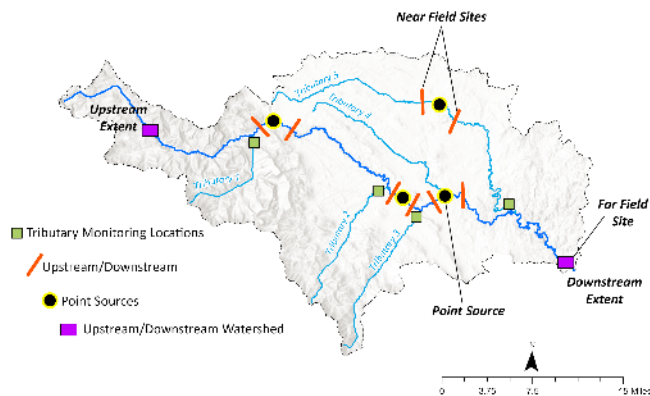 Near Field Sites
Tributary 5
Tributary 4
Upstream
Extent
Tributary 1
Tributary 2
Tributary 3
Far Field
Site
Downstream
Extent
Point Source
Tributary Monitoring Locations
Upstream/Downstream
Point Sources
Upstream/Downstream Watershed
N
0 3.75 7.5 15 Miles